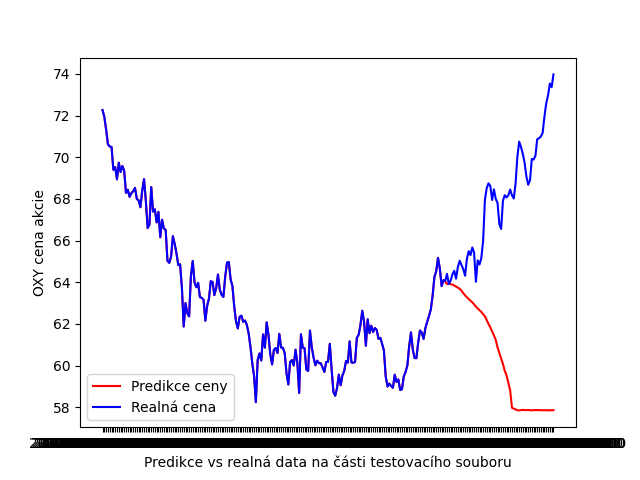 74
72
70
68
66
64
62
60
58
OXY cena akcie
Predikce ceny
Realná cena
Predikce vs realná data na části testovacího souboru